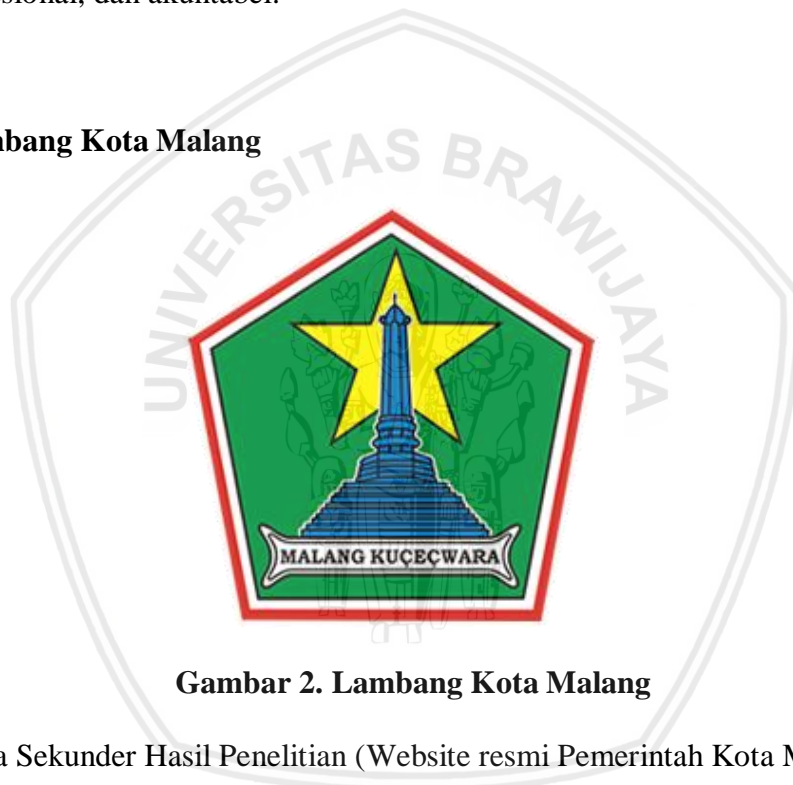 sional, dan akuntabel.
mbang Kota Malang
UNIVERSITAS BRAWIJAYA
MALANG KUÇEÇWARA
Gambar 2. Lambang Kota Malang
a Sekunder Hasil Penelitian (Website resmi Pemerintah Kota M